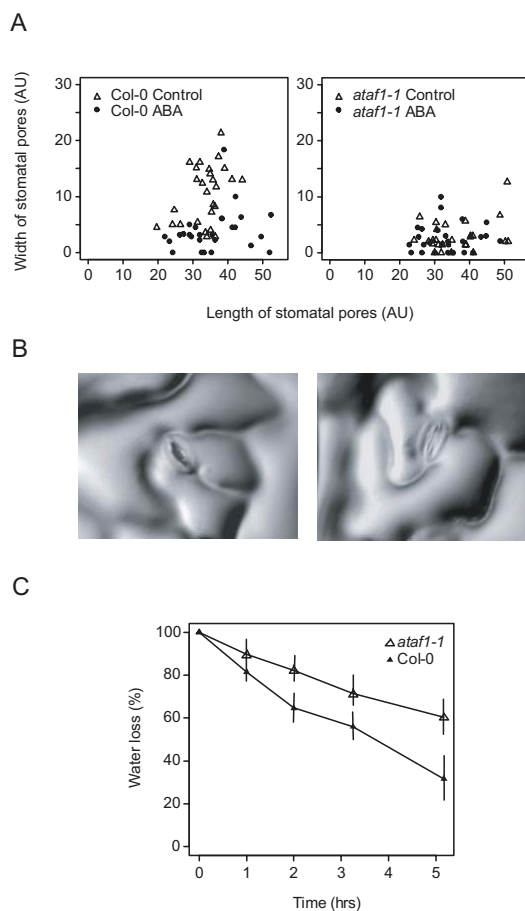 A
Width of stomatal pores (AU)
30
20
10
0
Col-0 Control
Col-0 ABA
0 10 20 30 40 50
30
20
10
0
ataf1-1 Control
ataf1-1 ABA
0 10 20 30 40 50
Length of stomatal pores (AU)
B
C
Water loss (%)
100
80
60
40
20
0
ataf1-1
Col-0
0 1 2 3 4 5
Time (hrs)